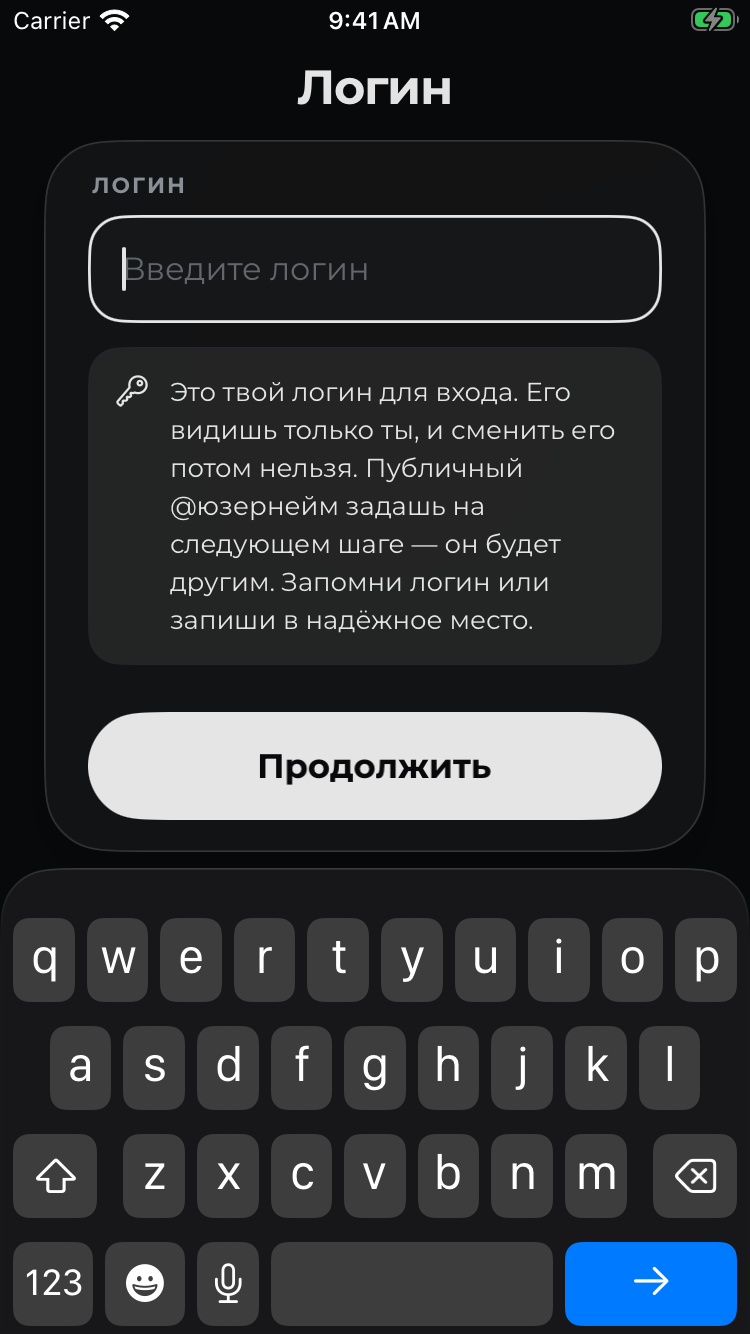 Carrier 9:41 AM
Логин
ЛОГИН
Введите логин
Это твой логин для входа. Его
видишь только ты, и сменить его
потом нельзя. Публичный
@юзернейм задашь на
следующем шаге — он будет
другим. Запомни логин или
запиши в надёжное место.
Продолжить
q w e r t y u i o p
a s d f g h j k l
z x c v b n m
123